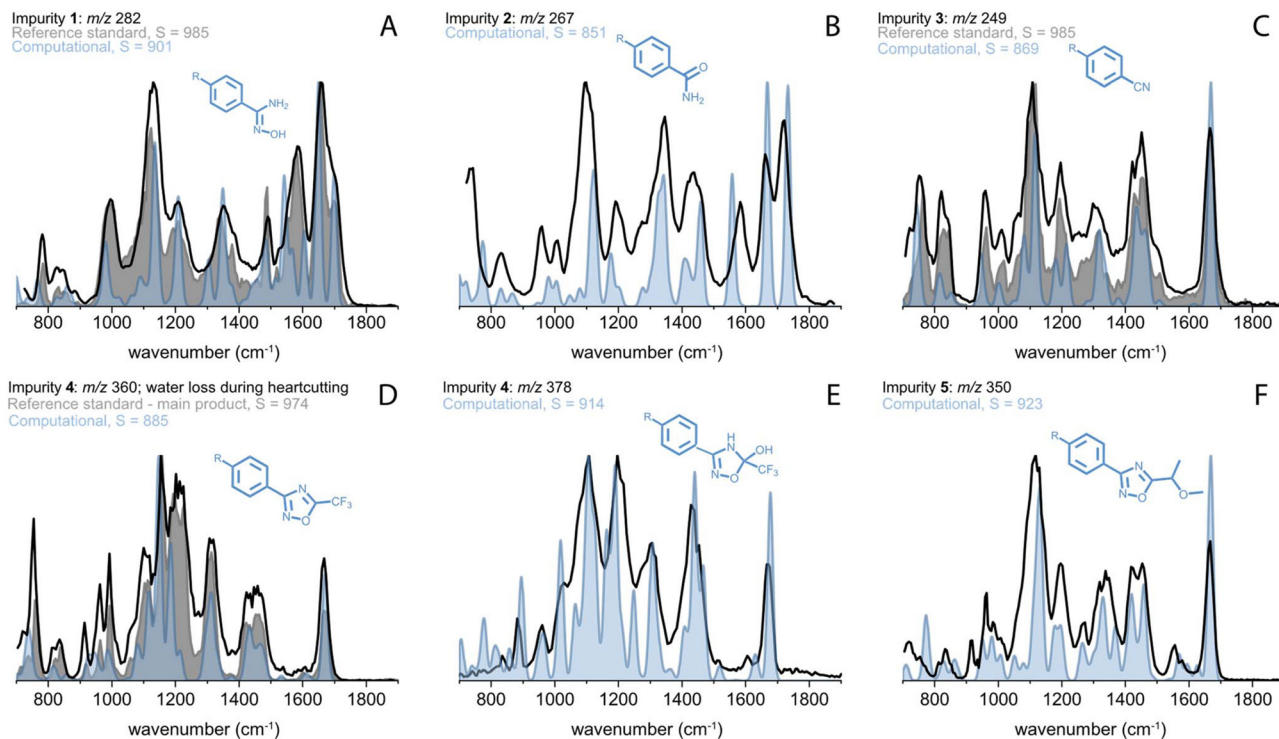 Impurity 1: m/z 282
Reference standard, S = 985
Computational, S = 901
A
R
NH2
N-OH
800 1000 1200 1400 1600 1800
wavenumber (cm-1)
Impurity 2: m/z 267
Computational, S = 851
B
R
O
NH2
800 1000 1200 1400 1600 1800
wavenumber (cm-1)
Impurity 3: m/z 249
Reference standard, S = 985
Computational, S = 869
C
R
CN
800 1000 1200 1400 1600 1800
wavenumber (cm-1)
Impurity 4: m/z 360; water loss during heartcutting
Reference standard - main product, S = 974
Computational, S = 885
D
R
N
CF3
N-O
800 1000 1200 1400 1600 1800
wavenumber (cm-1)
Impurity 4: m/z 378
Computational, S = 914
E
R
H
N
OH
CF3
N-O
800 1000 1200 1400 1600 1800
wavenumber (cm-1)
Impurity 5: m/z 350
Computational, S = 923
F
R
N
N-O
O
800 1000 1200 1400 1600 1800
wavenumber (cm-1)